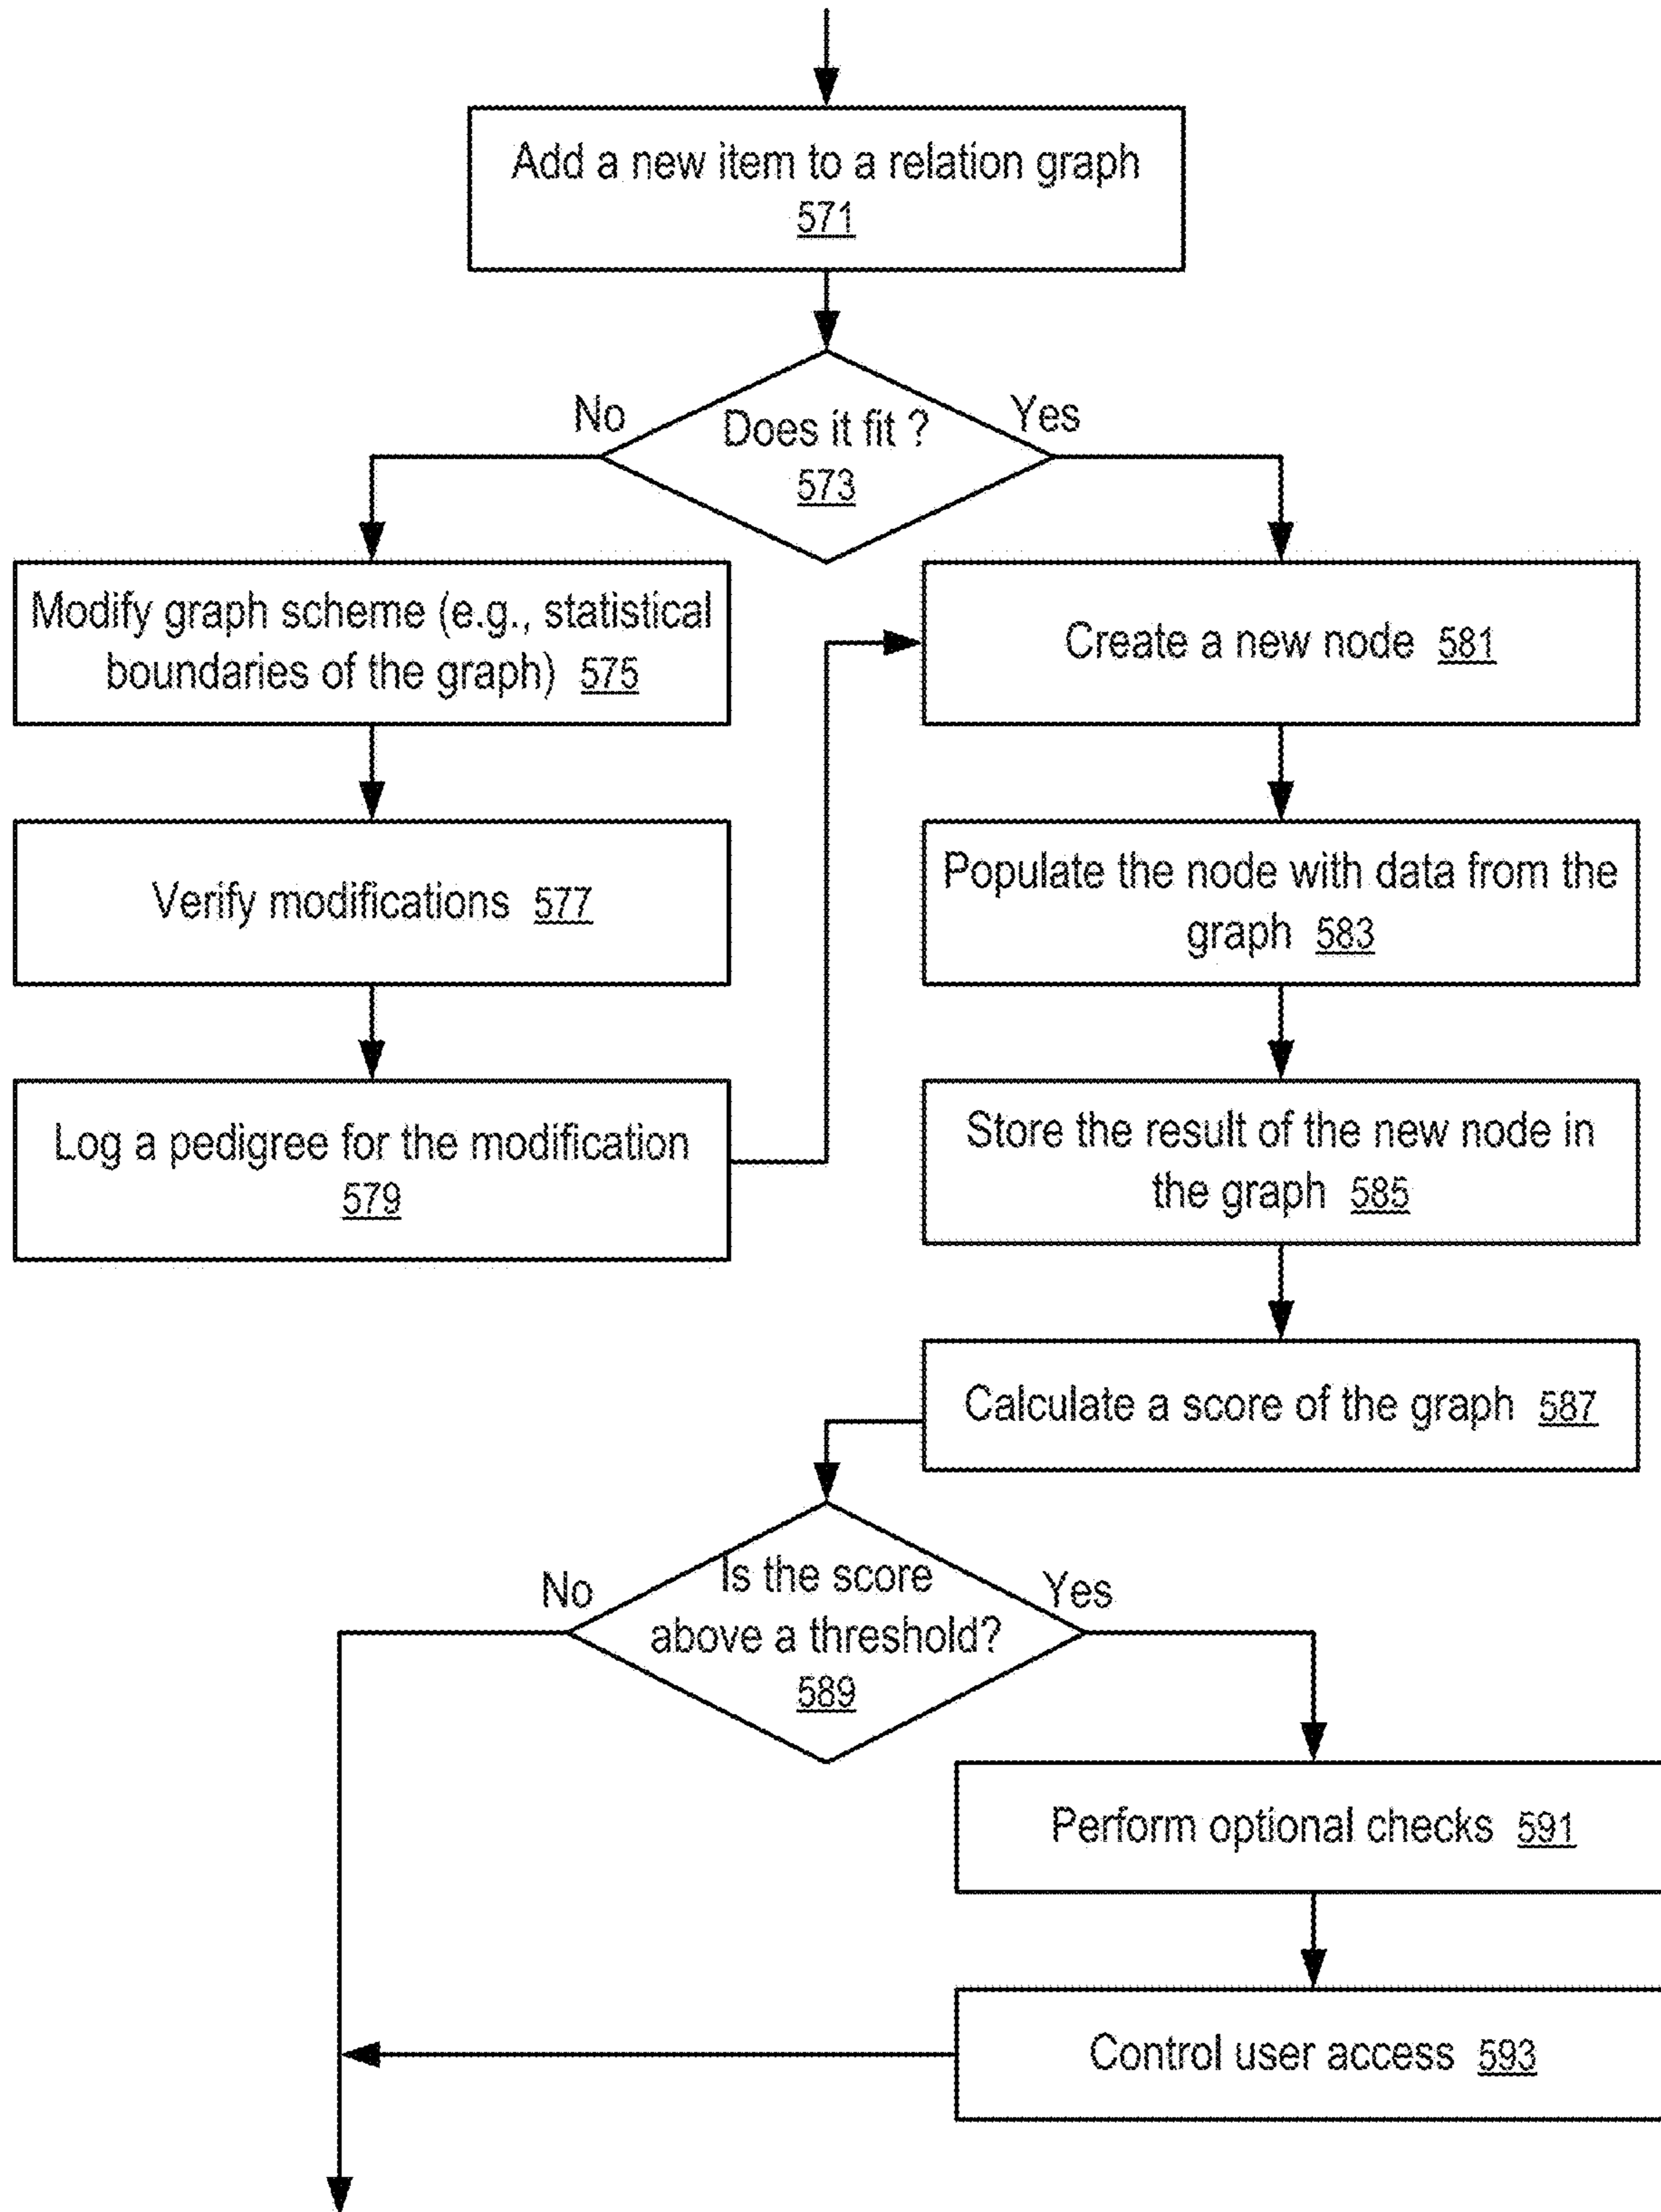 Add a new item to a relation graph
571
No
Yes
Does it fit ?
573
Modify graph scheme (e.g., statistical
boundaries of the graph) 575
Create a new node 581
Verify modifications 577
Populate the node with data from the
graph 583
Log a pedigree for the modification
579
Store the result of the new node in
the graph 585
Calculate a score of the graph 587
No
Yes
Is the score
above a threshold?
589
Perform optional checks 591
Control user access 593